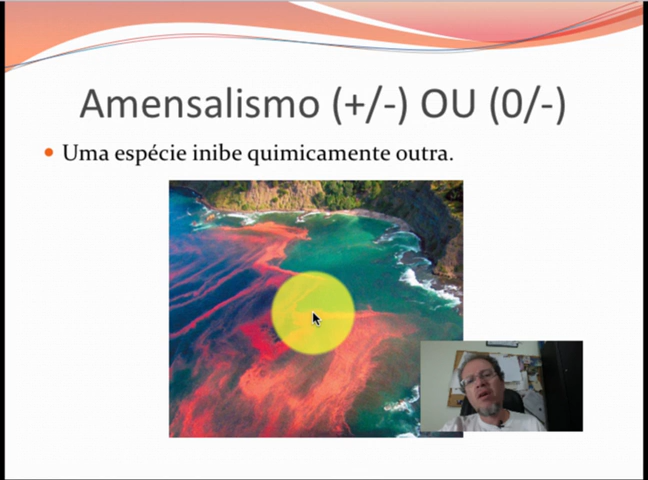 Amensalismo (+/-) OU (0/-)
Uma espécie inibe quimicamente outra.